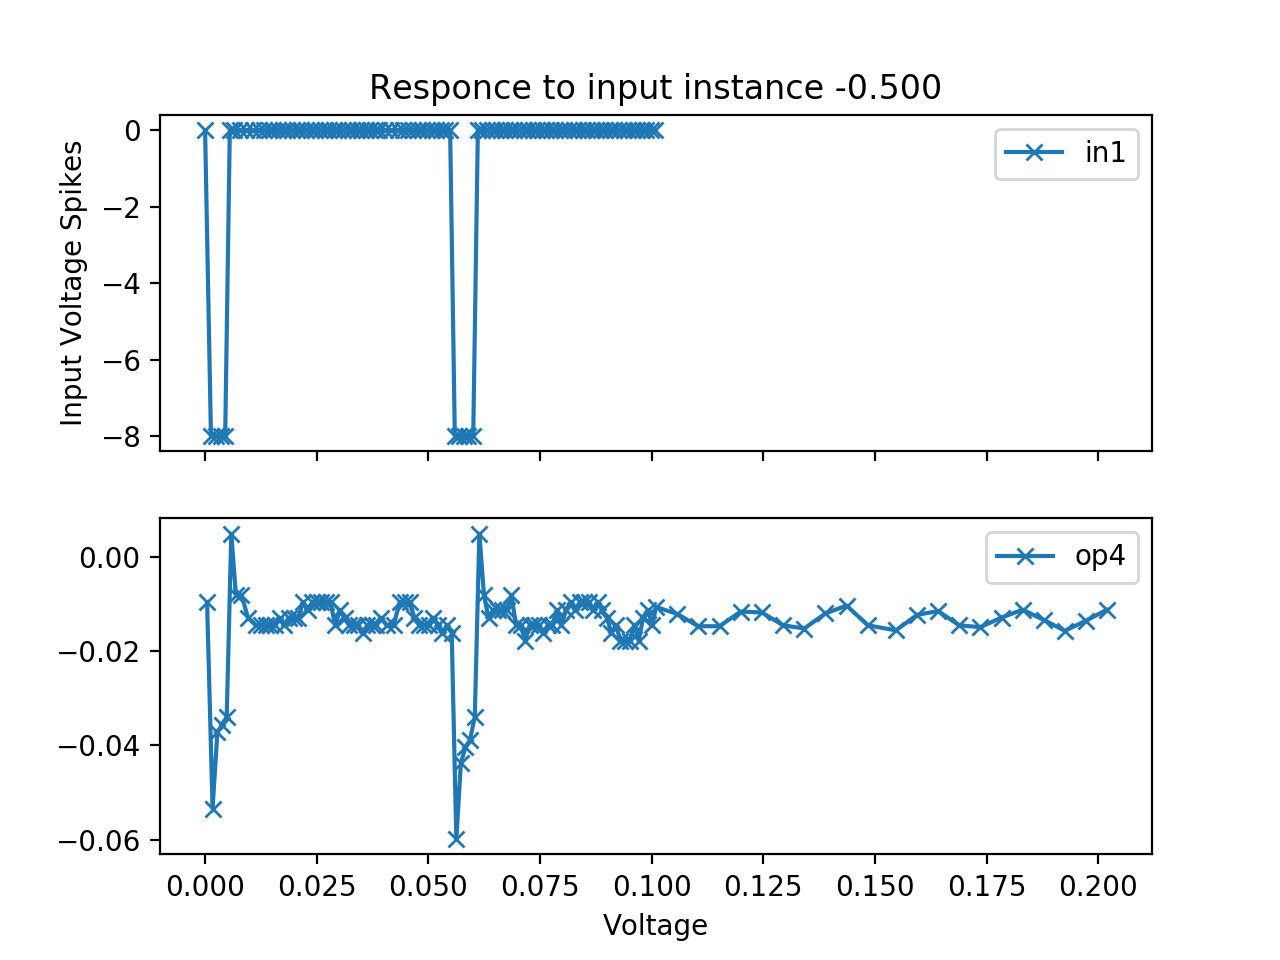 Responce to input instance -0.500
in1
Input Voltage Spikes
0
−2
−4
−6
−8
op4
0.00
−0.02
−0.04
−0.06
0.000 0.025 0.050 0.075 0.100 0.125 0.150 0.175 0.200
Voltage